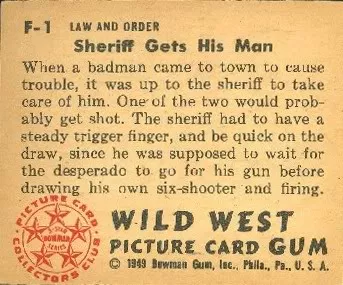 F-1 LAW AND ORDER
Sheriff Gets His Man
When a badman came to town to cause
trouble, it was up to the sheriff to take
care of him. One of the two would prob-
ably get shot. The sheriff had to have a
steady trigger finger, and be quick on the
draw, since he was supposed to wait for
the desperado to go for his gun before
drawing his own six-shooter and firing.
PICTURE CARD
COLLECTORS CLUB
5-STAR
BOWMAN
SERIES
WILD WEST
PICTURE CARD GUM
© 1949 Bowman Gum, Inc., Phila., Pa., U. S. A.